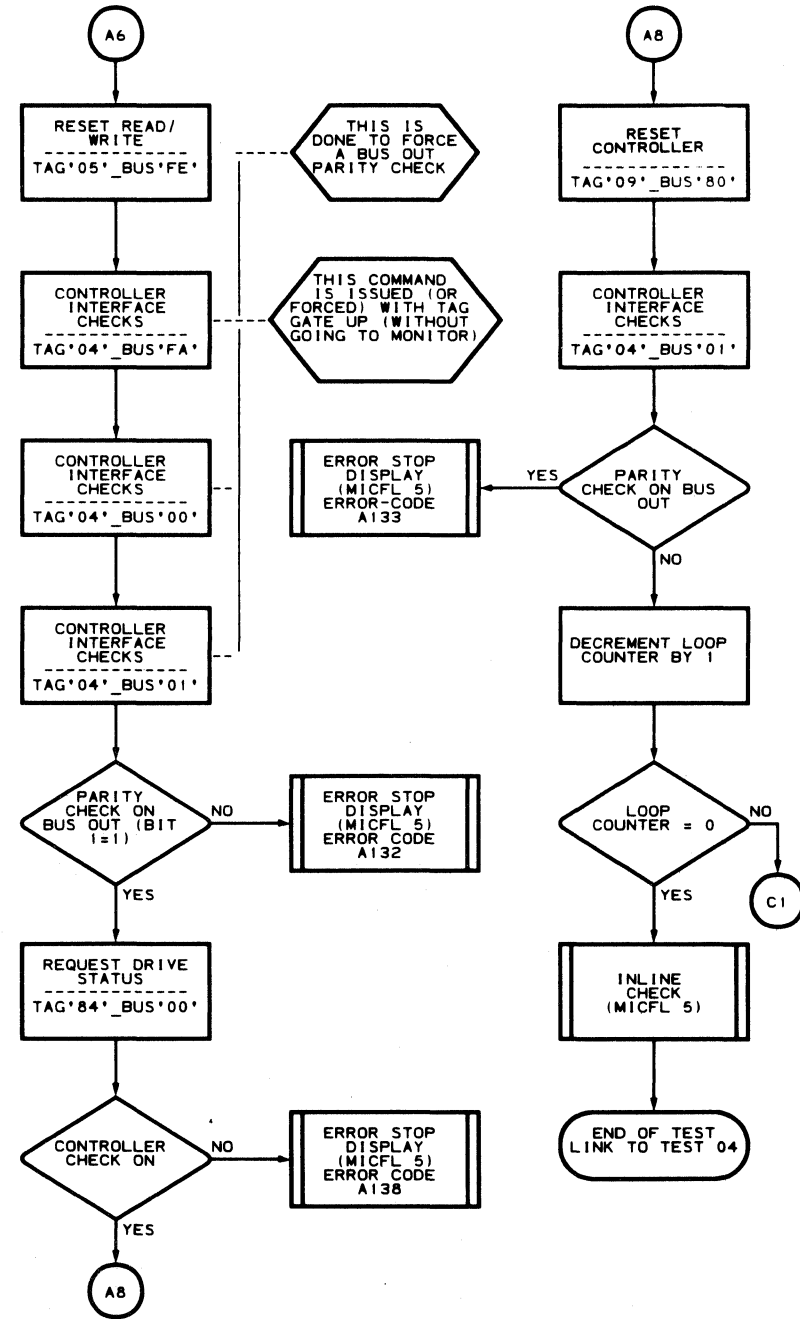 A6
RESET READ/
WRITE
TAG'05'_BUS'FE'
THIS IS
DONE TO FORCE
A BUS OUT
PARITY CHECK
CONTROLLER
INTERFACE
CHECKS
TAG'04'_BUS'FA'
THIS COMMAND
IS ISSUED (OR
FORCED) WITH TAG
GATE UP (WITHOUT
GOING TO MONITOR)
CONTROLLER
INTERFACE
CHECKS
TAG'04'_BUS'00'
CONTROLLER
INTERFACE
CHECKS
TAG'04'_BUS'01'
PARITY
CHECK ON
BUS OUT (BIT
1=1)
NO
ERROR STOP
DISPLAY
(MICFL 5)
ERROR CODE
A132
YES
REQUEST DRIVE
STATUS
TAG'84'_BUS'00'
CONTROLLER
CHECK ON
NO
ERROR STOP
DISPLAY
(MICFL 5)
ERROR CODE
A138
YES
A8
A8
RESET
CONTROLLER
TAG'09'_BUS'80'
CONTROLLER
INTERFACE
CHECKS
TAG'04'_BUS'01'
PARITY
CHECK ON BUS
OUT
YES
ERROR STOP
DISPLAY
(MICFL 5)
ERROR-CODE
A133
NO
DECREMENT LOOP
COUNTER BY 1
LOOP
COUNTER = 0
NO
C1
YES
INLINE
CHECK
(MICFL 5)
END OF TEST
LINK TO TEST 04